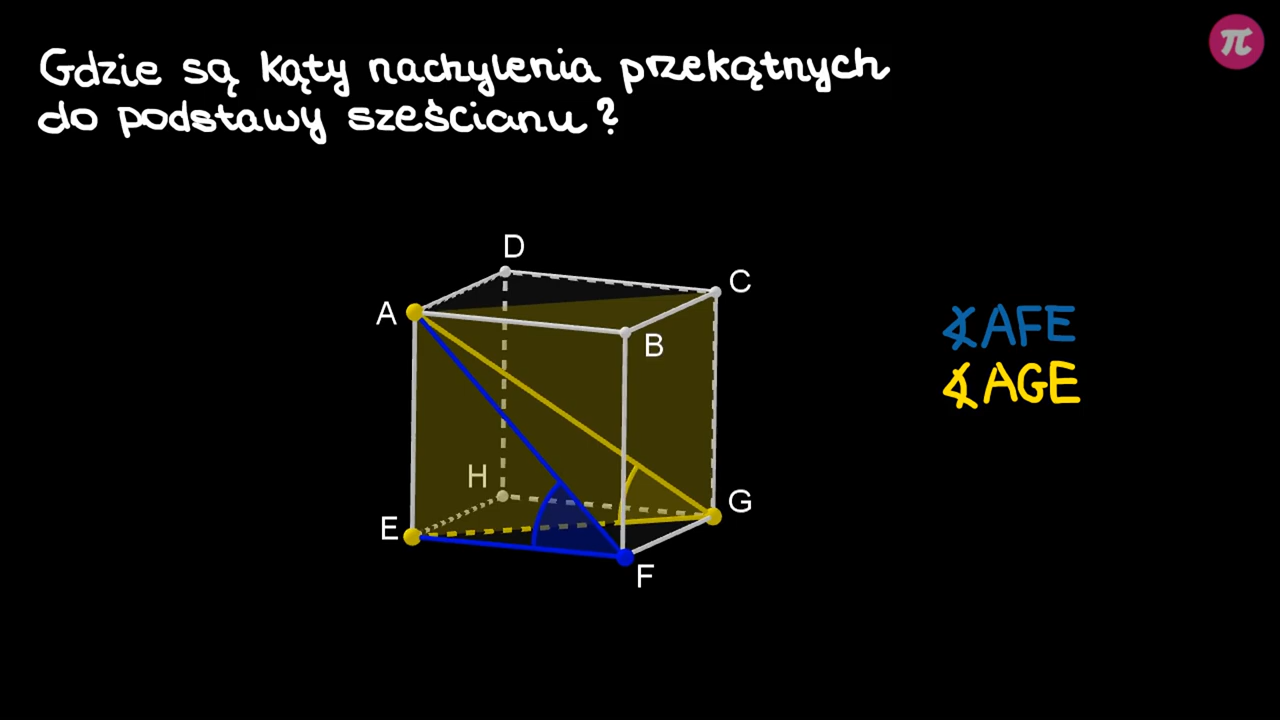 Gdzie są kąty nachylenia przekątnych
do podstawy sześcianu?
π
D
C
A
B
∡AFE
∡AGE
H
G
E
F